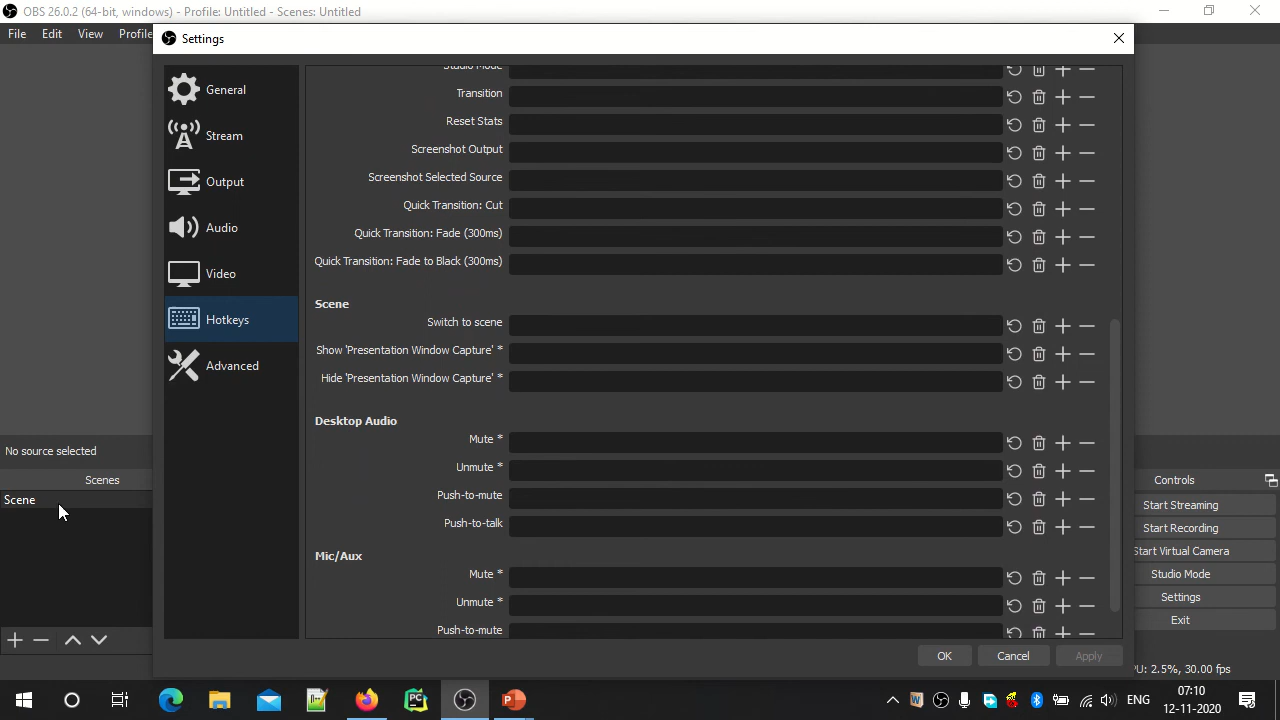 OBS 26.0.2 (64-bit, windows) - Profile: Untitled - Scenes: Untitled
File Edit View Profile
Settings
General
Stream
Output
Audio
Video
Hotkeys
Advanced
Studio Mode
Transition
Reset Stats
Screenshot Output
Screenshot Selected Source
Quick Transition: Cut
Quick Transition: Fade (300ms)
Quick Transition: Fade to Black (300ms)
Scene
Switch to scene
Show 'Presentation Window Capture' *
Hide 'Presentation Window Capture' *
Desktop Audio
Mute *
Unmute *
Push-to-mute
Push-to-talk
Mic/Aux
Mute *
Unmute *
Push-to-mute
OK Cancel Apply
No source selected
Scenes
Scene
Controls
Start Streaming
Start Recording
Start Virtual Camera
Studio Mode
Settings
Exit
PU: 2.5%, 30.00 fps
ENG
07:10
12-11-2020